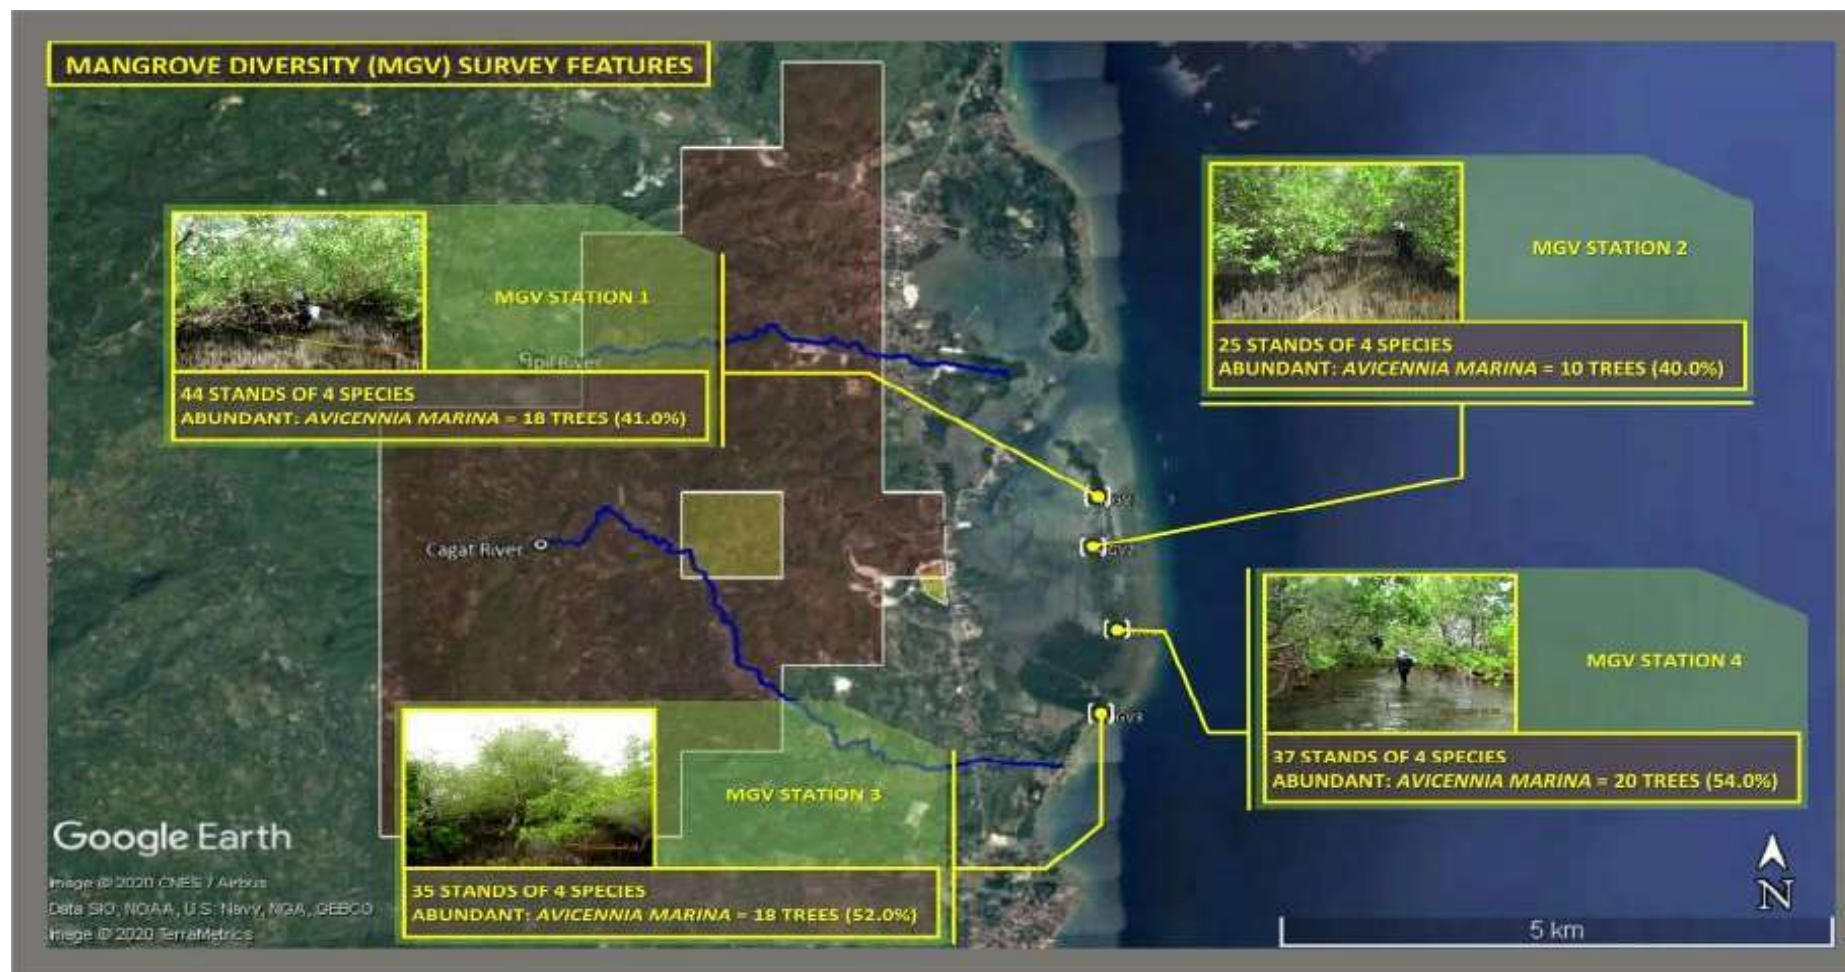 MANGROVE DIVERSITY (MGV) SURVEY FEATURES
MGV STATION 1
44 STANDS OF 4 SPECIES
ABUNDANT: AVICENNIA MARINA = 18 TREES (41.0%)
MGV STATION 2
25 STANDS OF 4 SPECIES
ABUNDANT: AVICENNIA MARINA = 10 TREES (40.0%)
River
Cagat River
GV2
GV3
MGV STATION 4
37 STANDS OF 4 SPECIES
ABUNDANT: AVICENNIA MARINA = 20 TREES (54.0%)
MGV STATION 3
35 STANDS OF 4 SPECIES
ABUNDANT: AVICENNIA MARINA = 18 TREES (52.0%)
Google Earth
Image © 2020 CNES / Airbus
Data SIO, NOAA, U.S. Navy, NGA, GEBCO
Image © 2020 TerraMetrics
N
5 km